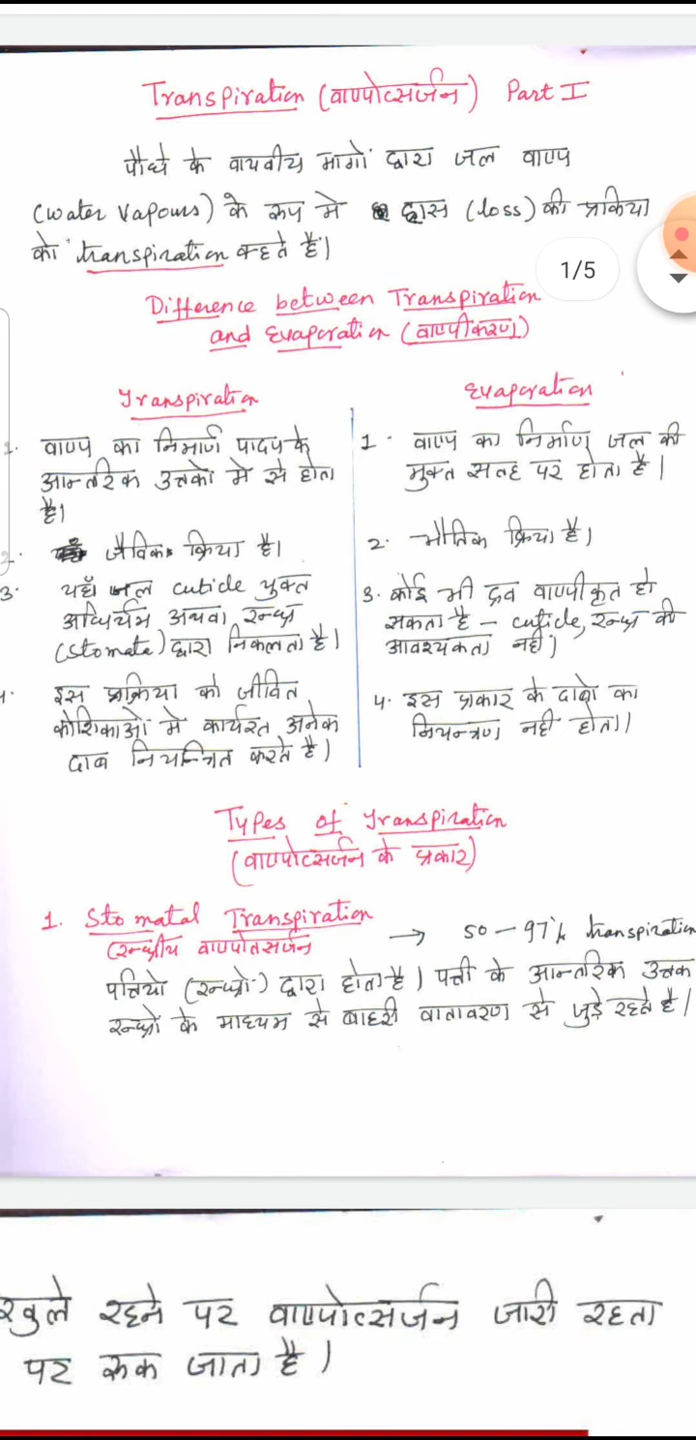 Transpiration (वाष्पोत्सर्जन) Part I
पौधे के वायवीय भागों द्वारा जल वाष्प
(water vapours) के रूप मे ह्रास (loss) की प्रक्रिया
को transpiration कहते है।
1/5
Difference between Transpiration
and Evaporation (वाष्पीकरण)
Transpiration
1. वाष्प का निर्माण पादप के
आन्तरिक उत्तको मे से होता
है।
2. जैविक क्रिया है।
3. यहाँ जल cuticle युक्त
अधिचर्म अथवा रन्ध्र
(stomata) द्वारा निकलता है।
4. इस प्रक्रिया को जीवित
कोशिकाओं मे कार्यरत अनेक
दाब नियन्त्रित करते है।
Evaporation
1. वाष्प का निर्माण जल की
मुक्त सतह पर होता है।
2. भौतिक क्रिया है।
3. कोई भी द्रव वाष्पीकृत हो
सकता है - cuticle, रन्ध्र की
आवश्यकता नही।
4. इस प्रकार के दाबो का
नियन्त्रण नही होता।
Types of Transpiration
(वाष्पोत्सर्जन के प्रकार)
1. Stomatal Transpiration → 50-97% transpiration
(रन्ध्रीय वाष्पोतसर्जन
पत्तियो (रन्ध्रो) द्वारा होता है। पत्ती के आन्तरिक उत्तक
रन्ध्रों के माध्यम से बाहरी वातावरण से जुड़े रहते है।
खुले रहने पर वाष्पोत्सर्जन जारी रहता
पर रूक जाता है।